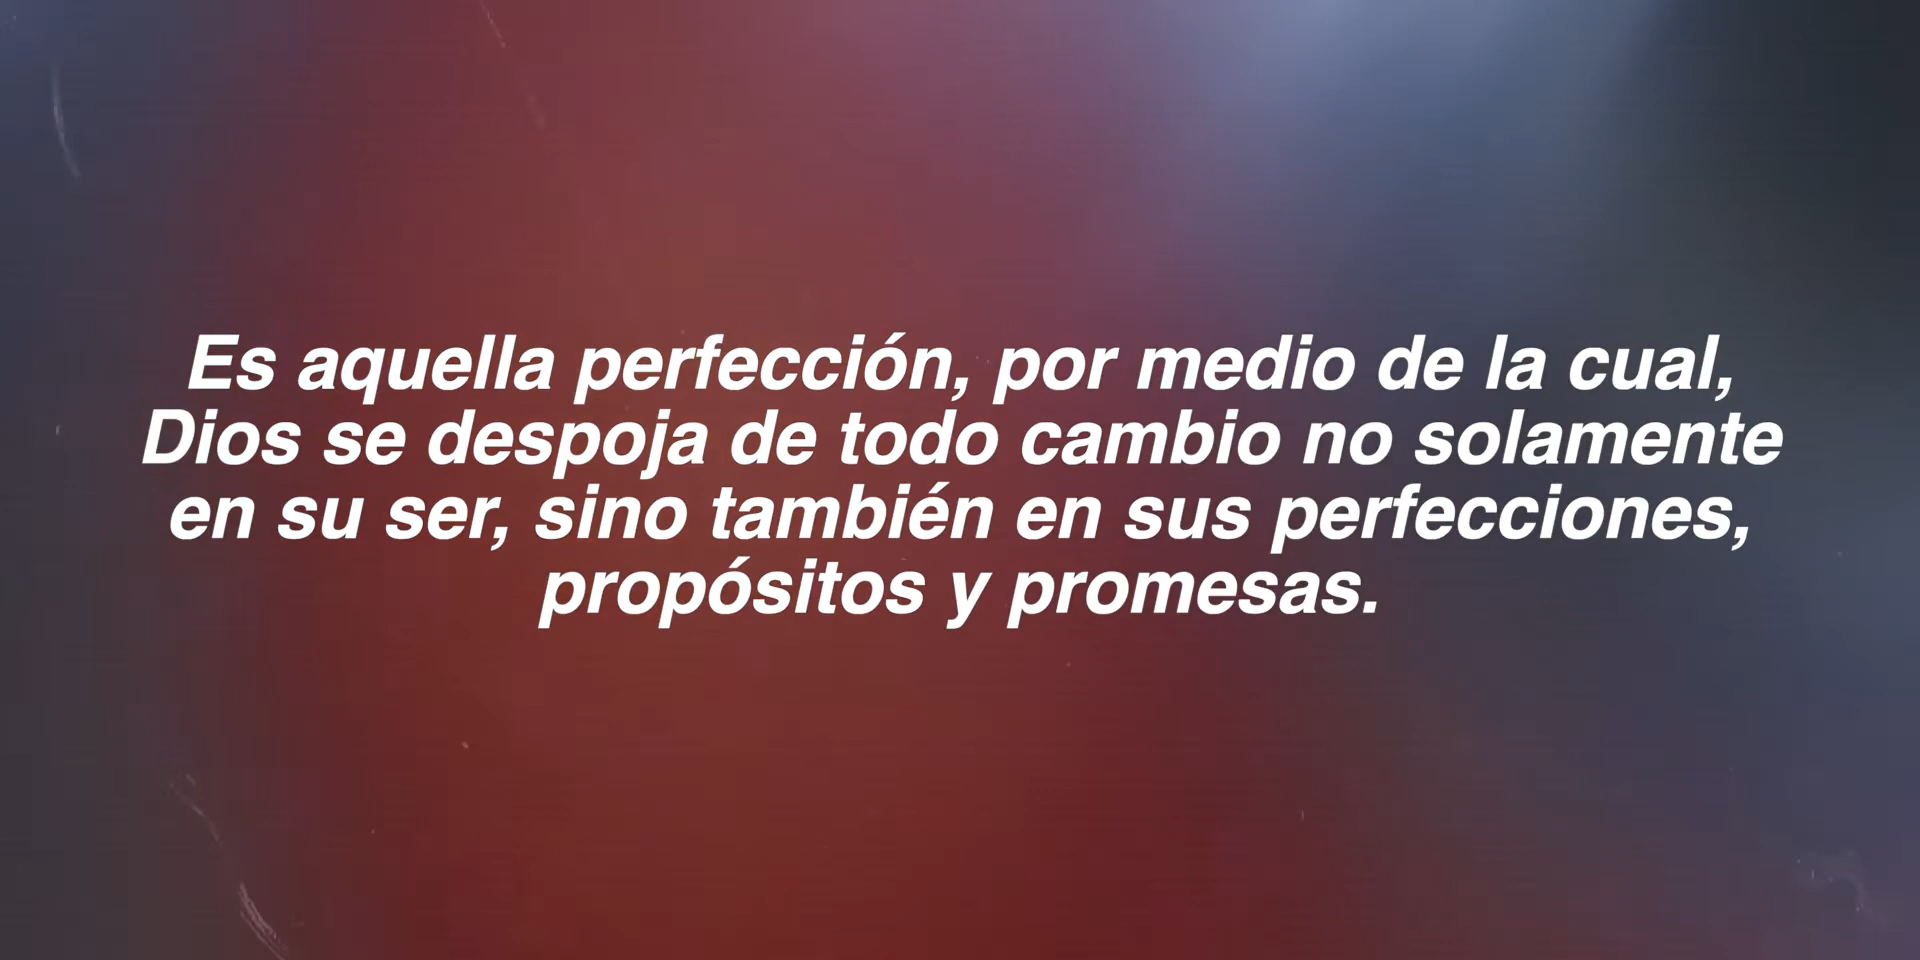 Es aquella perfección, por medio de la cual,
Dios se despoja de todo cambio no solamente
en su ser, sino también en sus perfecciones,
propósitos y promesas.